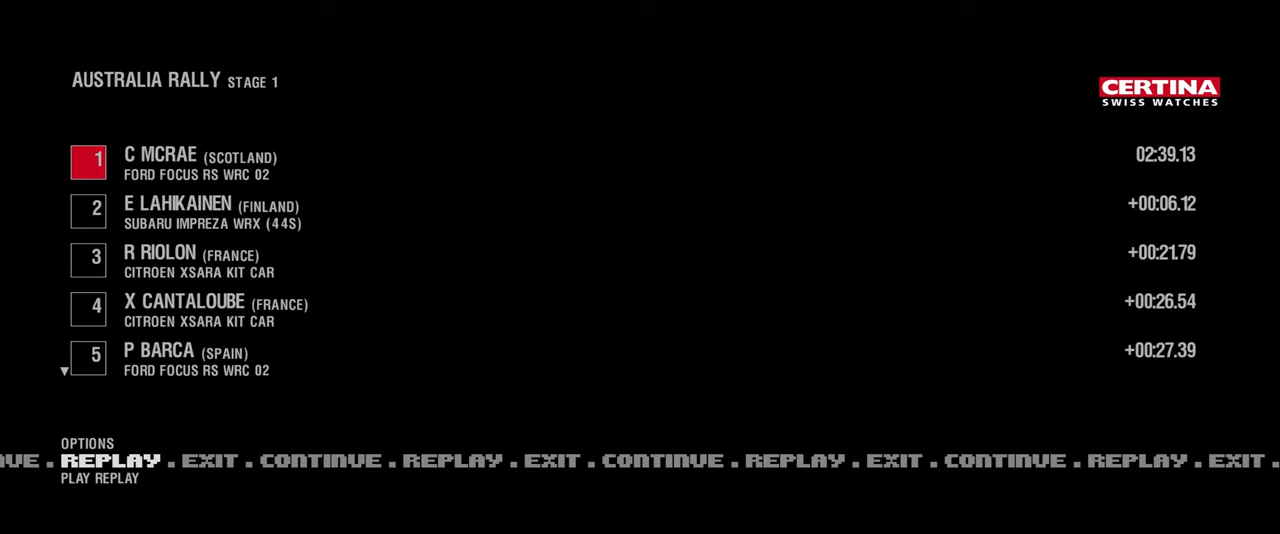 AUSTRALIA RALLY STAGE 1
CERTINA
SWISS WATCHES
1 C MCRAE (SCOTLAND) 02:39.13
FORD FOCUS RS WRC 02
2 E LAHIKAINEN (FINLAND) +00:06.12
SUBARU IMPREZA WRX (44S)
3 R RIOLON (FRANCE) +00:21.79
CITROEN XSARA KIT CAR
4 X CANTALOUBE (FRANCE) +00:26.54
CITROEN XSARA KIT CAR
5 P BARCA (SPAIN) +00:27.39
FORD FOCUS RS WRC 02
OPTIONS
NUE . REPLAY . EXIT . CONTINUE . REPLAY . EXIT . CONTINUE . REPLAY . EXIT . CONTINUE . REPLAY . EXIT .
PLAY REPLAY